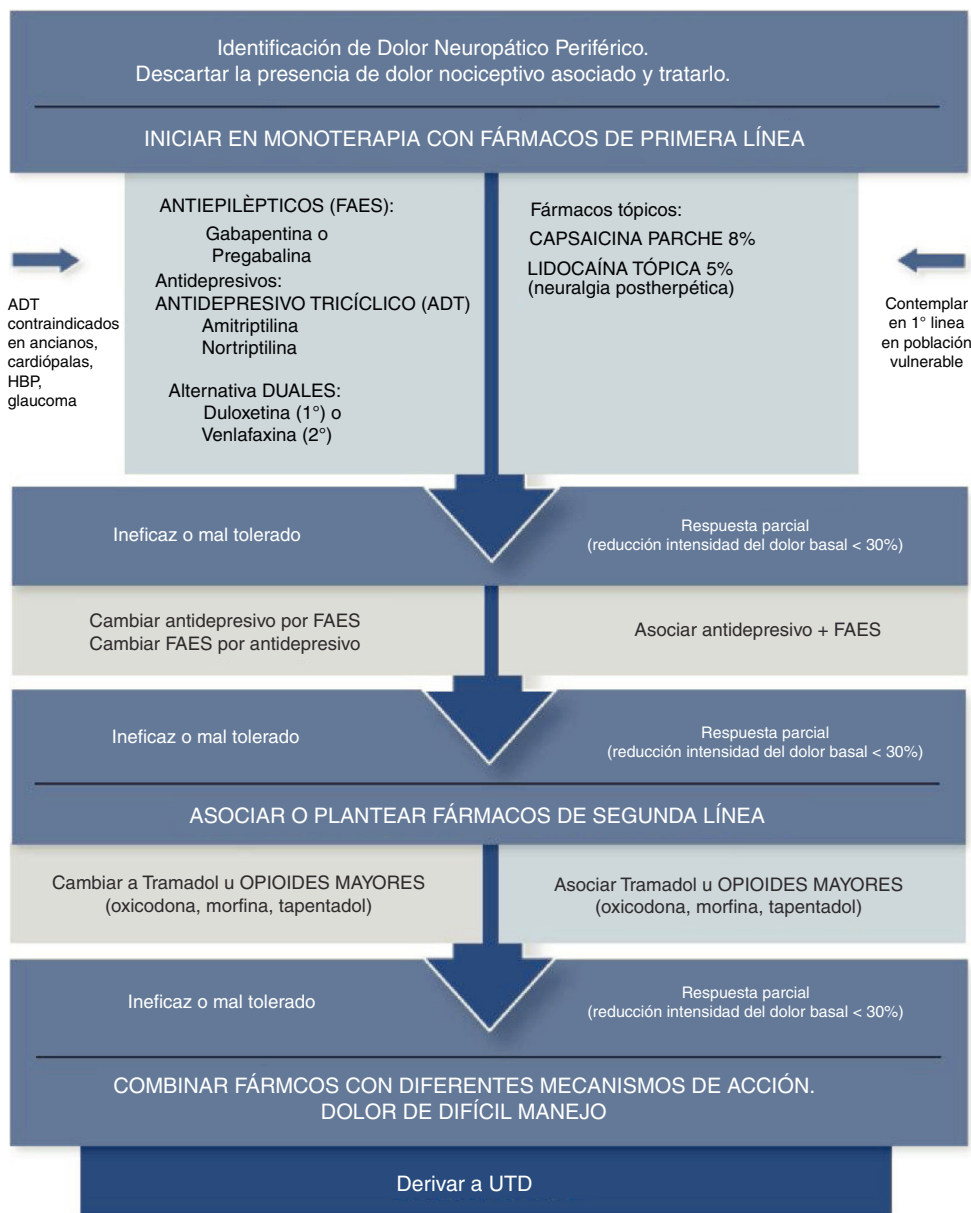 Identificación de Dolor Neuropático Periférico.
Descartar la presencia de dolor nociceptivo asociado y tratarlo.
INICIAR EN MONOTERAPIA CON FÁRMACOS DE PRIMERA LÍNEA
ADT
contraindicados
en ancianos,
cardiópalas,
HBP,
glaucoma
ANTIEPILÈPTICOS (FAES):
Gabapentina o
Pregabalina
Antidepresivos:
ANTIDEPRESIVO TRICÍCLICO (ADT)
Amitriptilina
Nortriptilina
Alternativa DUALES:
Duloxetina (1°) o
Venlafaxina (2°)
Fármacos tópicos:
CAPSAICINA PARCHE 8%
LIDOCAÍNA TÓPICA 5%
(neuralgia postherpética)
Contemplar
en 1° linea
en población
vulnerable
Ineficaz o mal tolerado
Respuesta parcial
(reducción intensidad del dolor basal < 30%)
Cambiar antidepresivo por FAES
Cambiar FAES por antidepresivo
Asociar antidepresivo + FAES
Ineficaz o mal tolerado
Respuesta parcial
(reducción intensidad del dolor basal < 30%)
ASOCIAR O PLANTEAR FÁRMACOS DE SEGUNDA LÍNEA
Cambiar a Tramadol u OPIOIDES MAYORES
(oxicodona, morfina, tapentadol)
Asociar Tramadol u OPIOIDES MAYORES
(oxicodona, morfina, tapentadol)
Ineficaz o mal tolerado
Respuesta parcial
(reducción intensidad del dolor basal < 30%)
COMBINAR FÁRMCOS CON DIFERENTES MECANISMOS DE ACCIÓN.
DOLOR DE DIFÍCIL MANEJO
Derivar a UTD